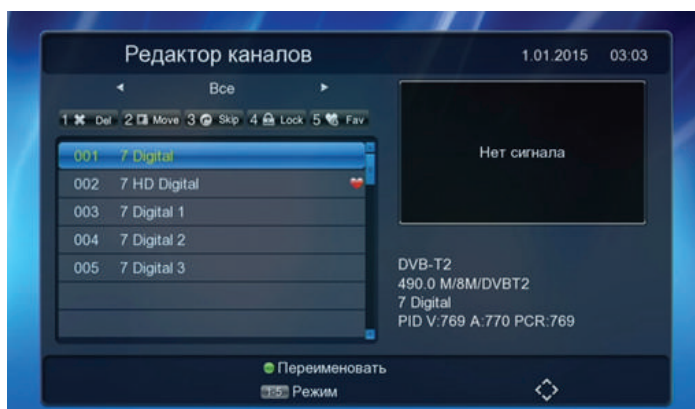 Редактор каналов 1.01.2015 03:03
Все
1 Del 2 Move 3 Skip 4 Lock 5 Fav
001 7 Digital
002 7 HD Digital
003 7 Digital 1
004 7 Digital 2
005 7 Digital 3
Нет сигнала
DVB-T2
490.0 M/8M/DVBT2
7 Digital
PID V:769 A:770 PCR:769
Переименовать
1-5 Режим